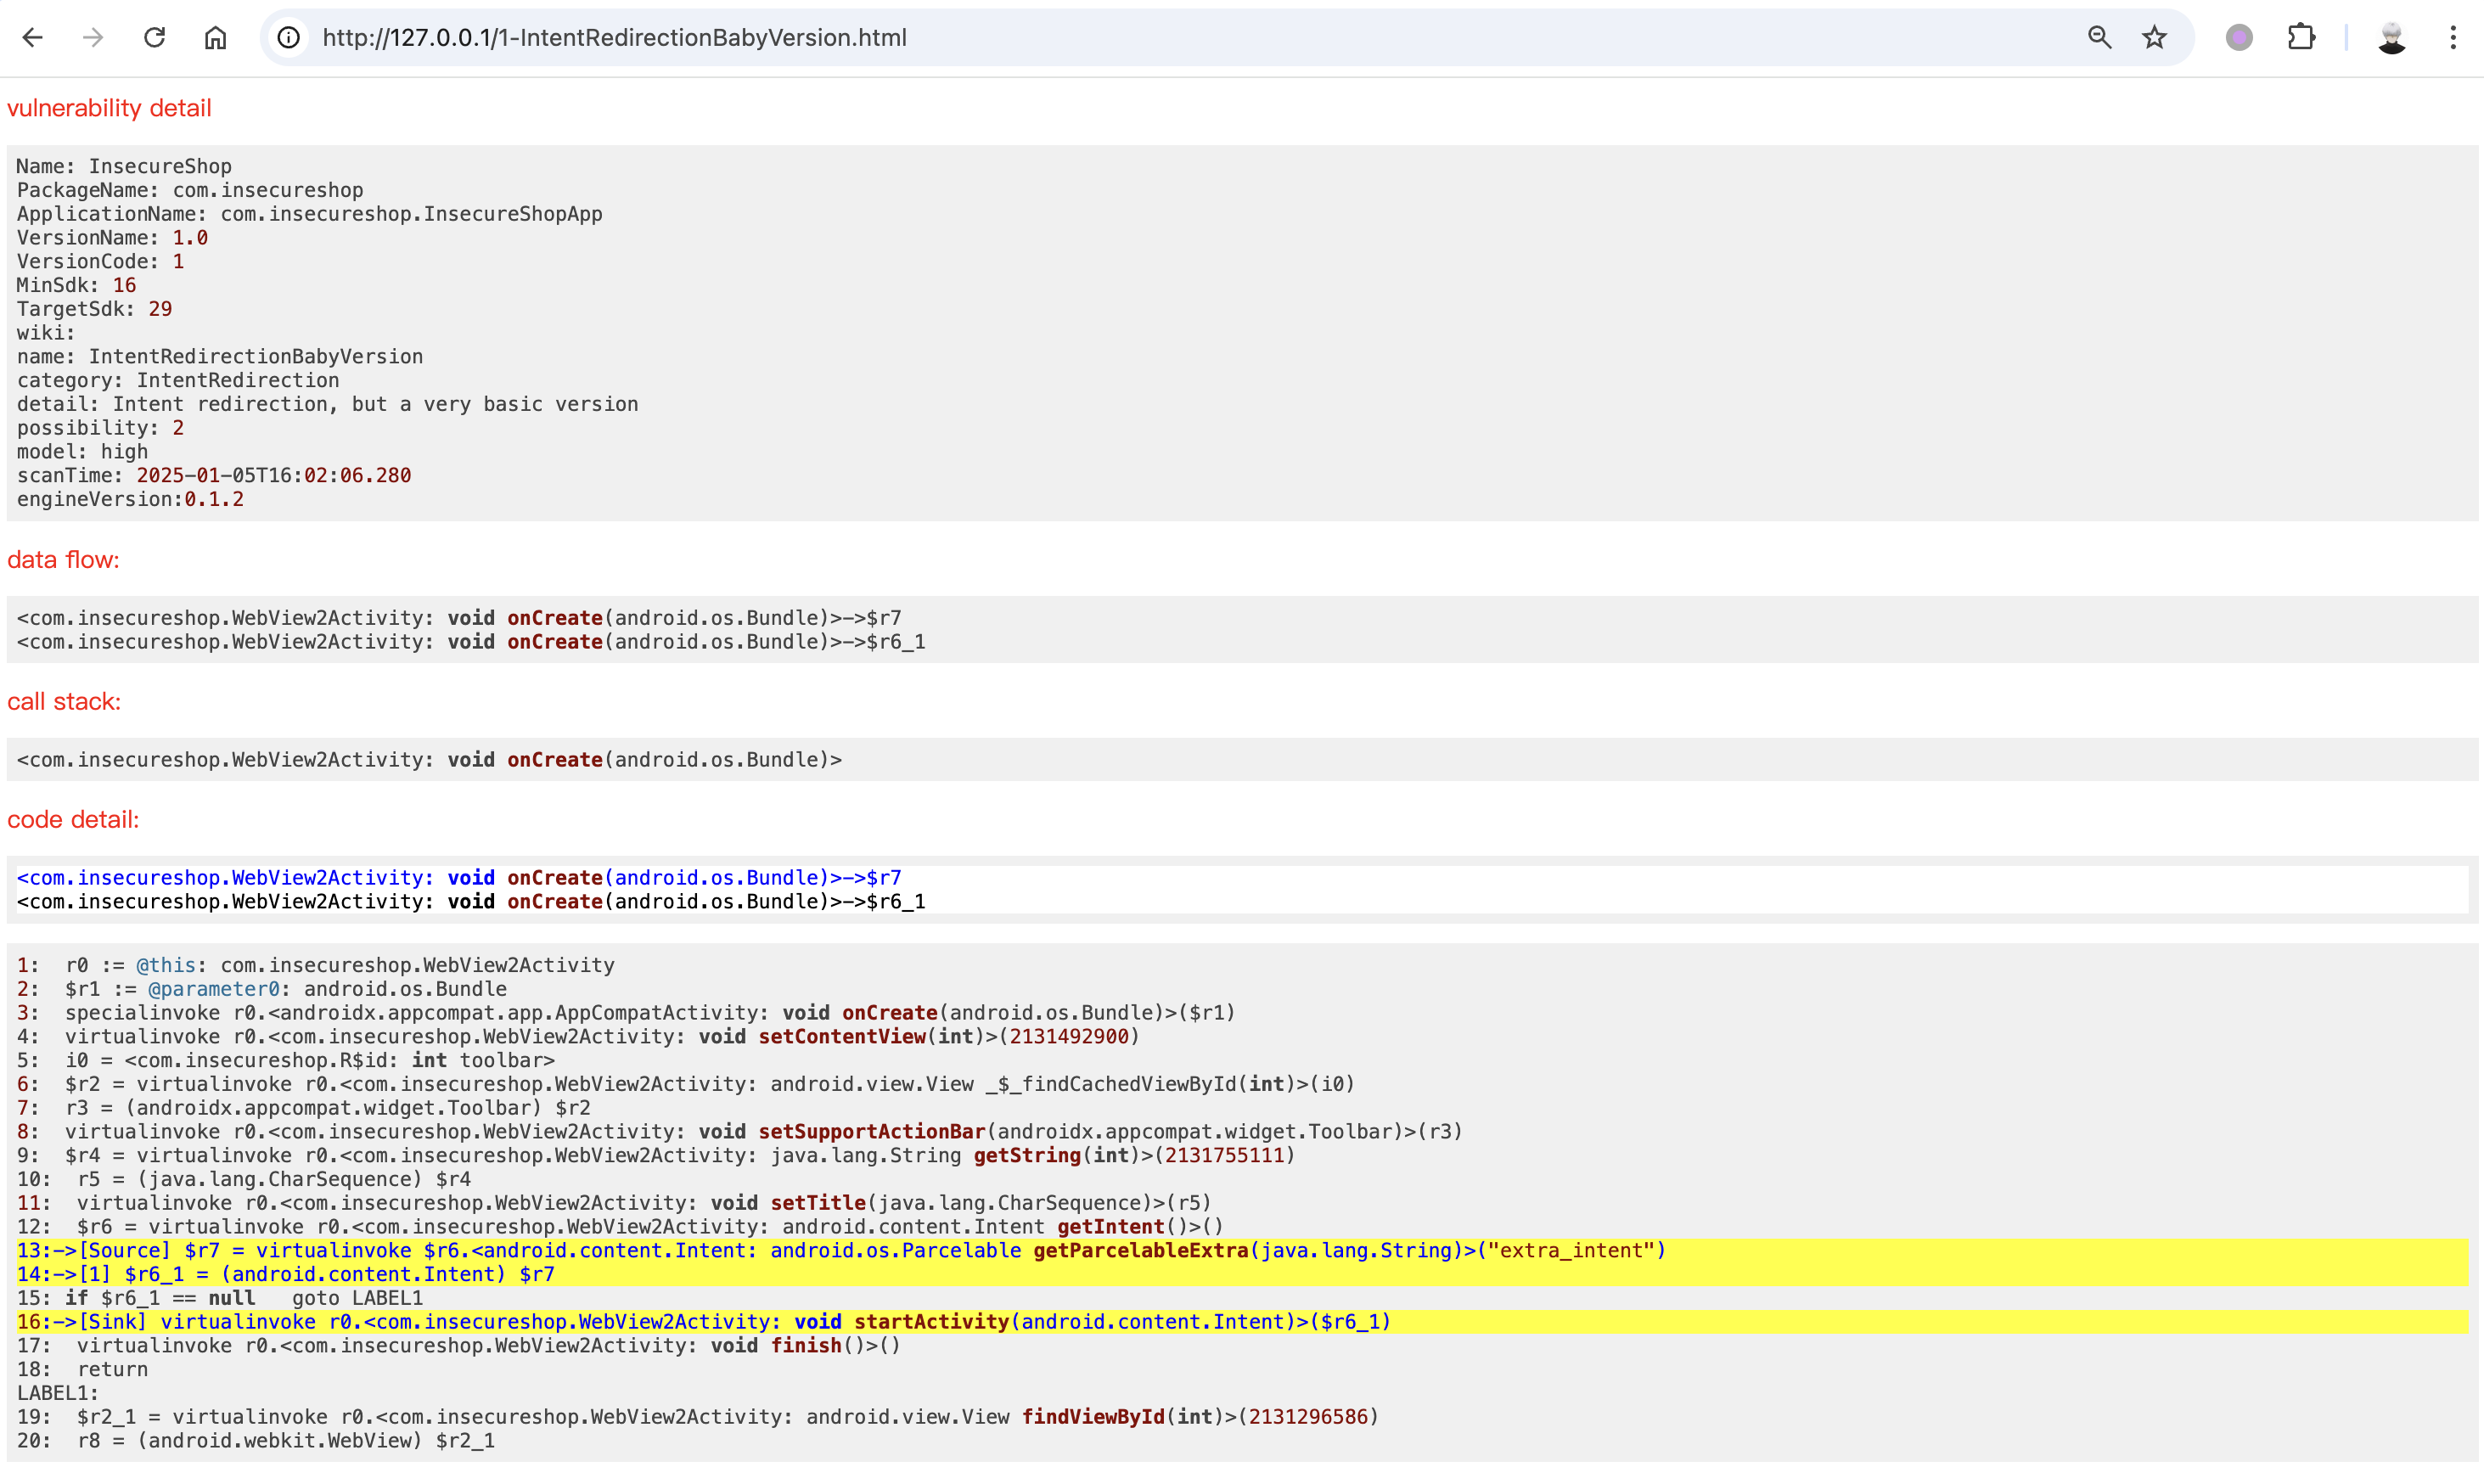 http://127.0.0.1/1-IntentRedirectionBabyVersion.html
vulnerability detail
Name: InsecureShop
PackageName: com.insecureshop
ApplicationName: com.insecureshop.InsecureShopApp
VersionName: 1.0
VersionCode: 1
MinSdk: 16
TargetSdk: 29
wiki:
name: IntentRedirectionBabyVersion
category: IntentRedirection
detail: Intent redirection, but a very basic version
possibility: 2
model: high
scanTime: 2025-01-05T16:02:06.280
engineVersion:0.1.2
data flow:
<com.insecureshop.WebView2Activity: void onCreate(android.os.Bundle)>->$r7
<com.insecureshop.WebView2Activity: void onCreate(android.os.Bundle)>->$r6_1
call stack:
<com.insecureshop.WebView2Activity: void onCreate(android.os.Bundle)>
code detail:
<com.insecureshop.WebView2Activity: void onCreate(android.os.Bundle)>->$r7
<com.insecureshop.WebView2Activity: void onCreate(android.os.Bundle)>->$r6_1
1:  r0 := @this: com.insecureshop.WebView2Activity
2:  $r1 := @parameter0: android.os.Bundle
3:  specialinvoke r0.<androidx.appcompat.app.AppCompatActivity: void onCreate(android.os.Bundle)>($r1)
4:  virtualinvoke r0.<com.insecureshop.WebView2Activity: void setContentView(int)>(2131492900)
5:  i0 = <com.insecureshop.R$id: int toolbar>
6:  $r2 = virtualinvoke r0.<com.insecureshop.WebView2Activity: android.view.View _$_findCachedViewById(int)>(i0)
7:  r3 = (androidx.appcompat.widget.Toolbar) $r2
8:  virtualinvoke r0.<com.insecureshop.WebView2Activity: void setSupportActionBar(androidx.appcompat.widget.Toolbar)>(r3)
9:  $r4 = virtualinvoke r0.<com.insecureshop.WebView2Activity: java.lang.String getString(int)>(2131755111)
10:  r5 = (java.lang.CharSequence) $r4
11:  virtualinvoke r0.<com.insecureshop.WebView2Activity: void setTitle(java.lang.CharSequence)>(r5)
12:  $r6 = virtualinvoke r0.<com.insecureshop.WebView2Activity: android.content.Intent getIntent()>()
13:->[Source] $r7 = virtualinvoke $r6.<android.content.Intent: android.os.Parcelable getParcelableExtra(java.lang.String)>("extra_intent")
14:->[1] $r6_1 = (android.content.Intent) $r7
15: if $r6_1 == null   goto LABEL1
16:->[Sink] virtualinvoke r0.<com.insecureshop.WebView2Activity: void startActivity(android.content.Intent)>($r6_1)
17:  virtualinvoke r0.<com.insecureshop.WebView2Activity: void finish()>()
18:  return
LABEL1:
19:  $r2_1 = virtualinvoke r0.<com.insecureshop.WebView2Activity: android.view.View findViewById(int)>(2131296586)
20:  r8 = (android.webkit.WebView) $r2_1